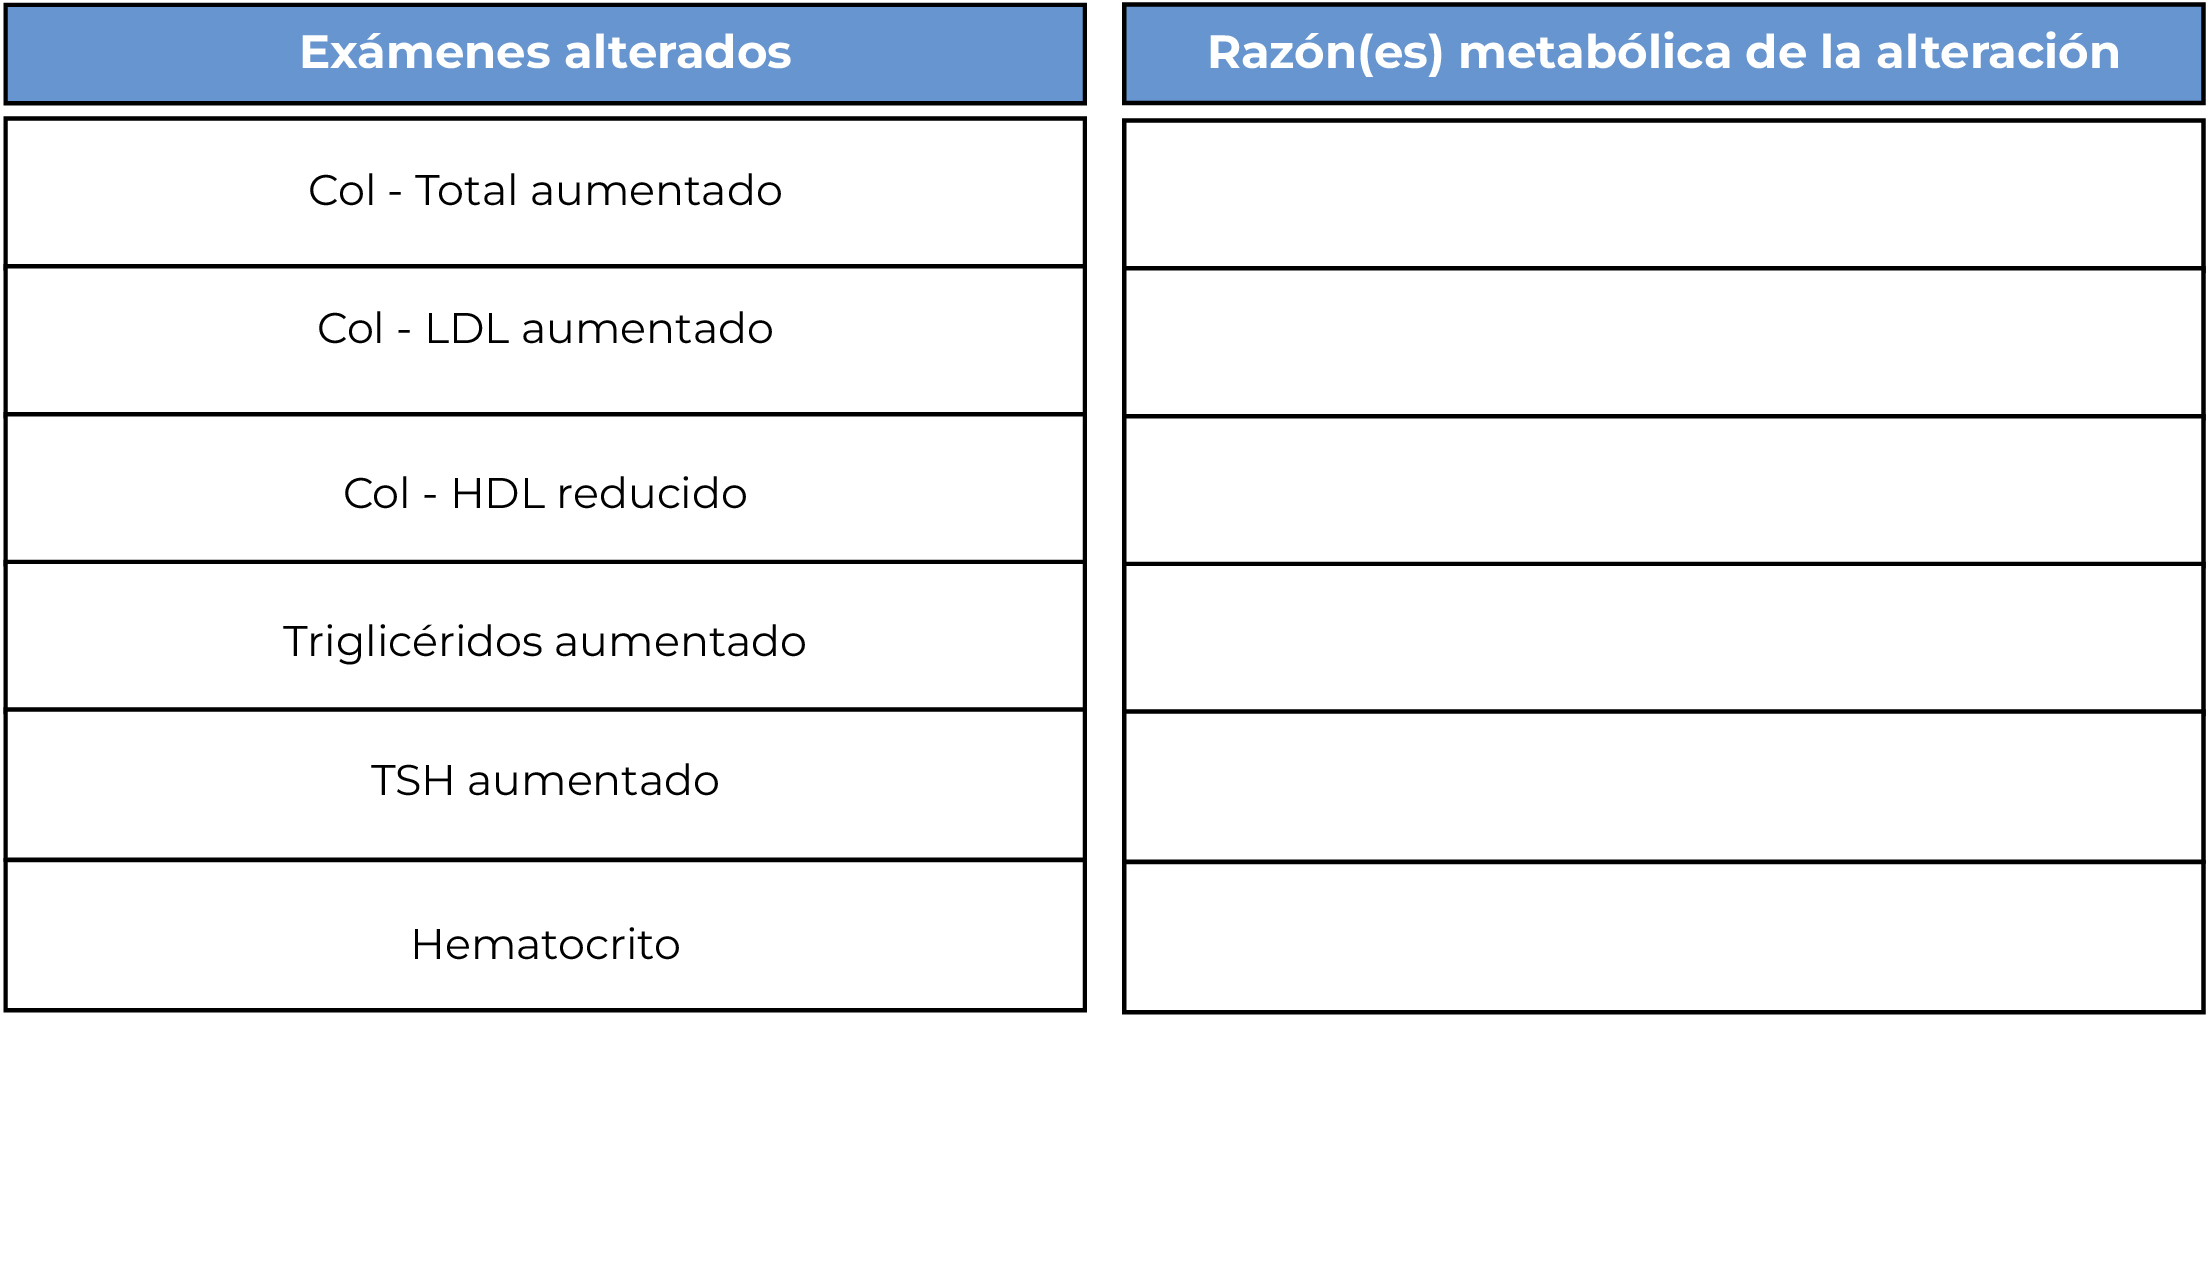 Exámenes alterados
Razón(es) metabólica de la alteración
Col - Total aumentado
Col - LDL aumentado
Col - HDL reducido
Triglicéridos aumentado
TSH aumentado
Hematocrito